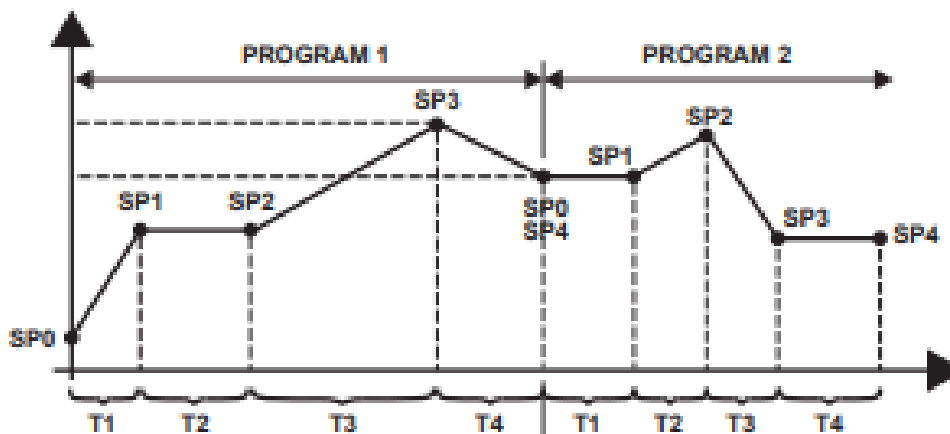 PROGRAM 1 PROGRAM 2
SP3
SP2
SP1
SP1 SP2
SP0
SP4
SP3
SP4
SP0
T1 T2 T3 T4 T1 T2 T3 T4